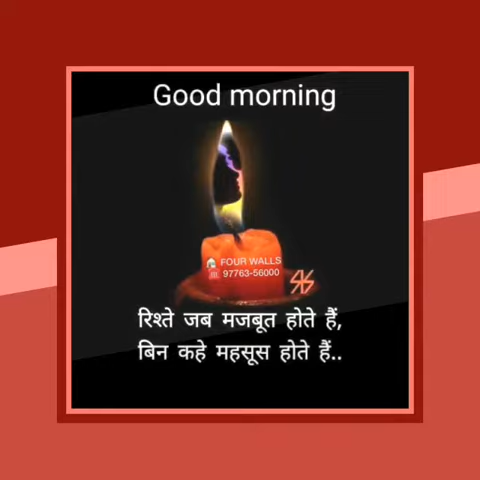 Good morning
FOUR WALLS
97763-56000
रिश्ते जब मजबूत होते हैं,
बिन कहे महसूस होते हैं..